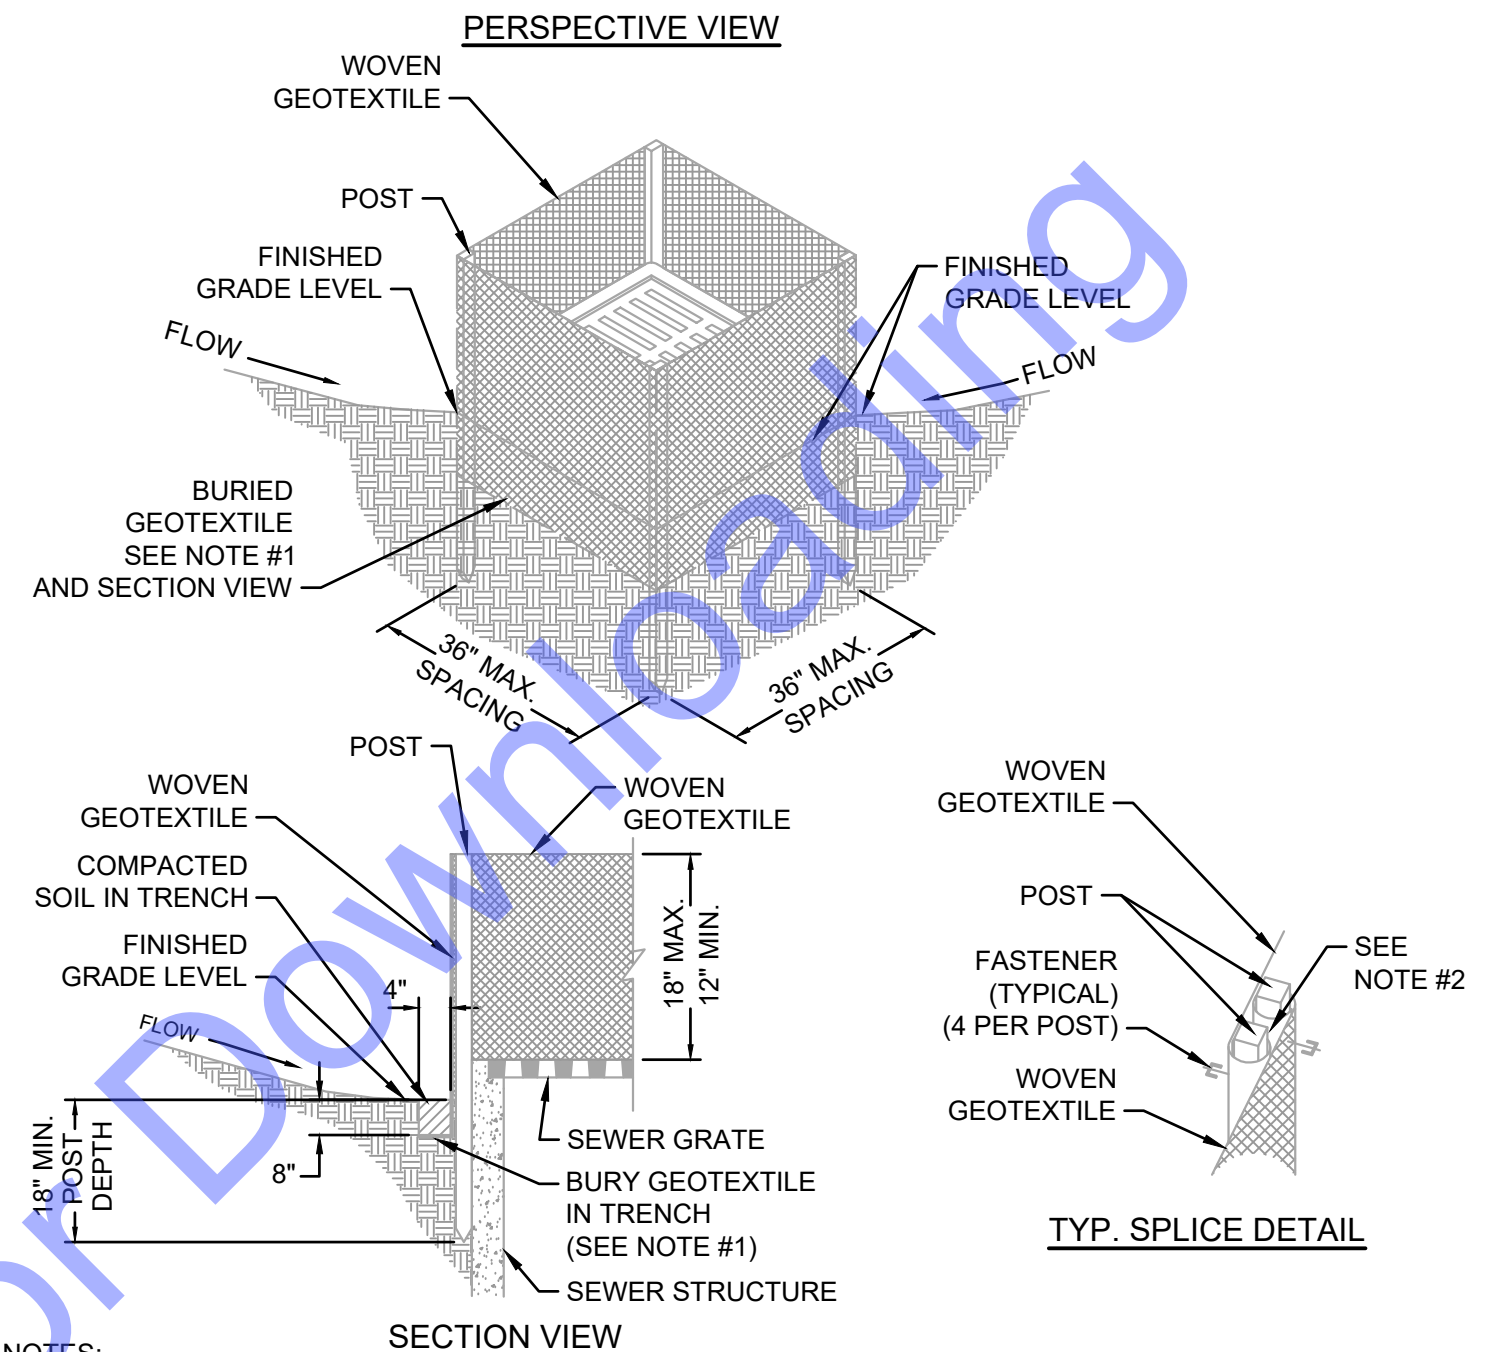 PERSPECTIVE VIEW
WOVEN
GEOTEXTILE
POST
FINISHED
GRADE LEVEL
FLOW
FINISHED
GRADE LEVEL
FLOW
BURIED
GEOTEXTILE
SEE NOTE #1
AND SECTION VIEW
36" MAX.
SPACING
36" MAX.
SPACING
POST
WOVEN
GEOTEXTILE
WOVEN
GEOTEXTILE
COMPACTED
SOIL IN TRENCH
FINISHED
GRADE LEVEL
4"
FLOW
18" MAX.
12" MIN.
18" MIN.
POST
DEPTH
8"
SEWER GRATE
BURY GEOTEXTILE
IN TRENCH
(SEE NOTE #1)
SEWER STRUCTURE
SECTION VIEW
WOVEN
GEOTEXTILE
POST
FASTENER
(TYPICAL)
(4 PER POST)
SEE
NOTE #2
WOVEN
GEOTEXTILE
TYP. SPLICE DETAIL
NOTES:
or Downloading